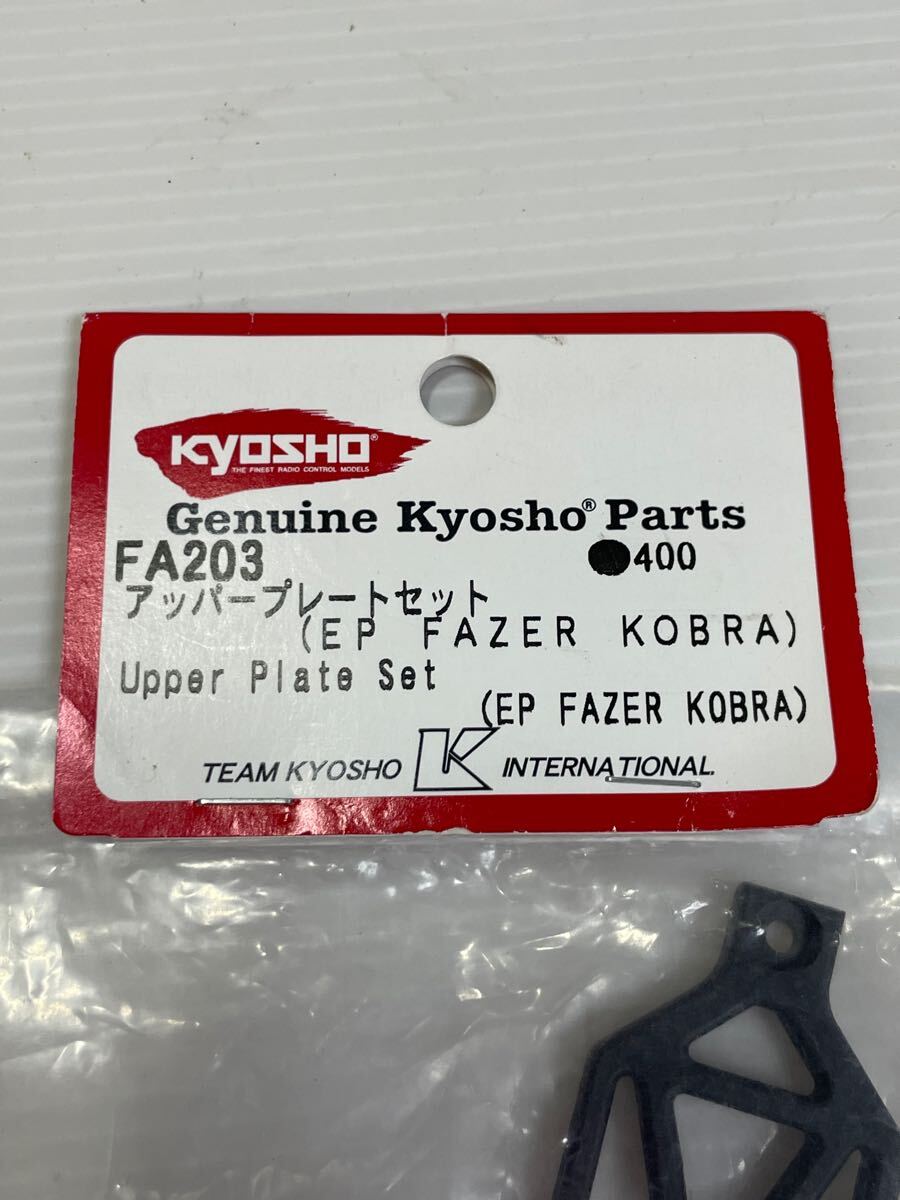 KYOSHO®
THE FINEST RADIO CONTROL MODELS
Genuine Kyosho® Parts
FA203 ●400
アッパープレートセット
(EP FAZER KOBRA)
Upper Plate Set
(EP FAZER KOBRA)
TEAM KYOSHO K INTERNATIONAL.